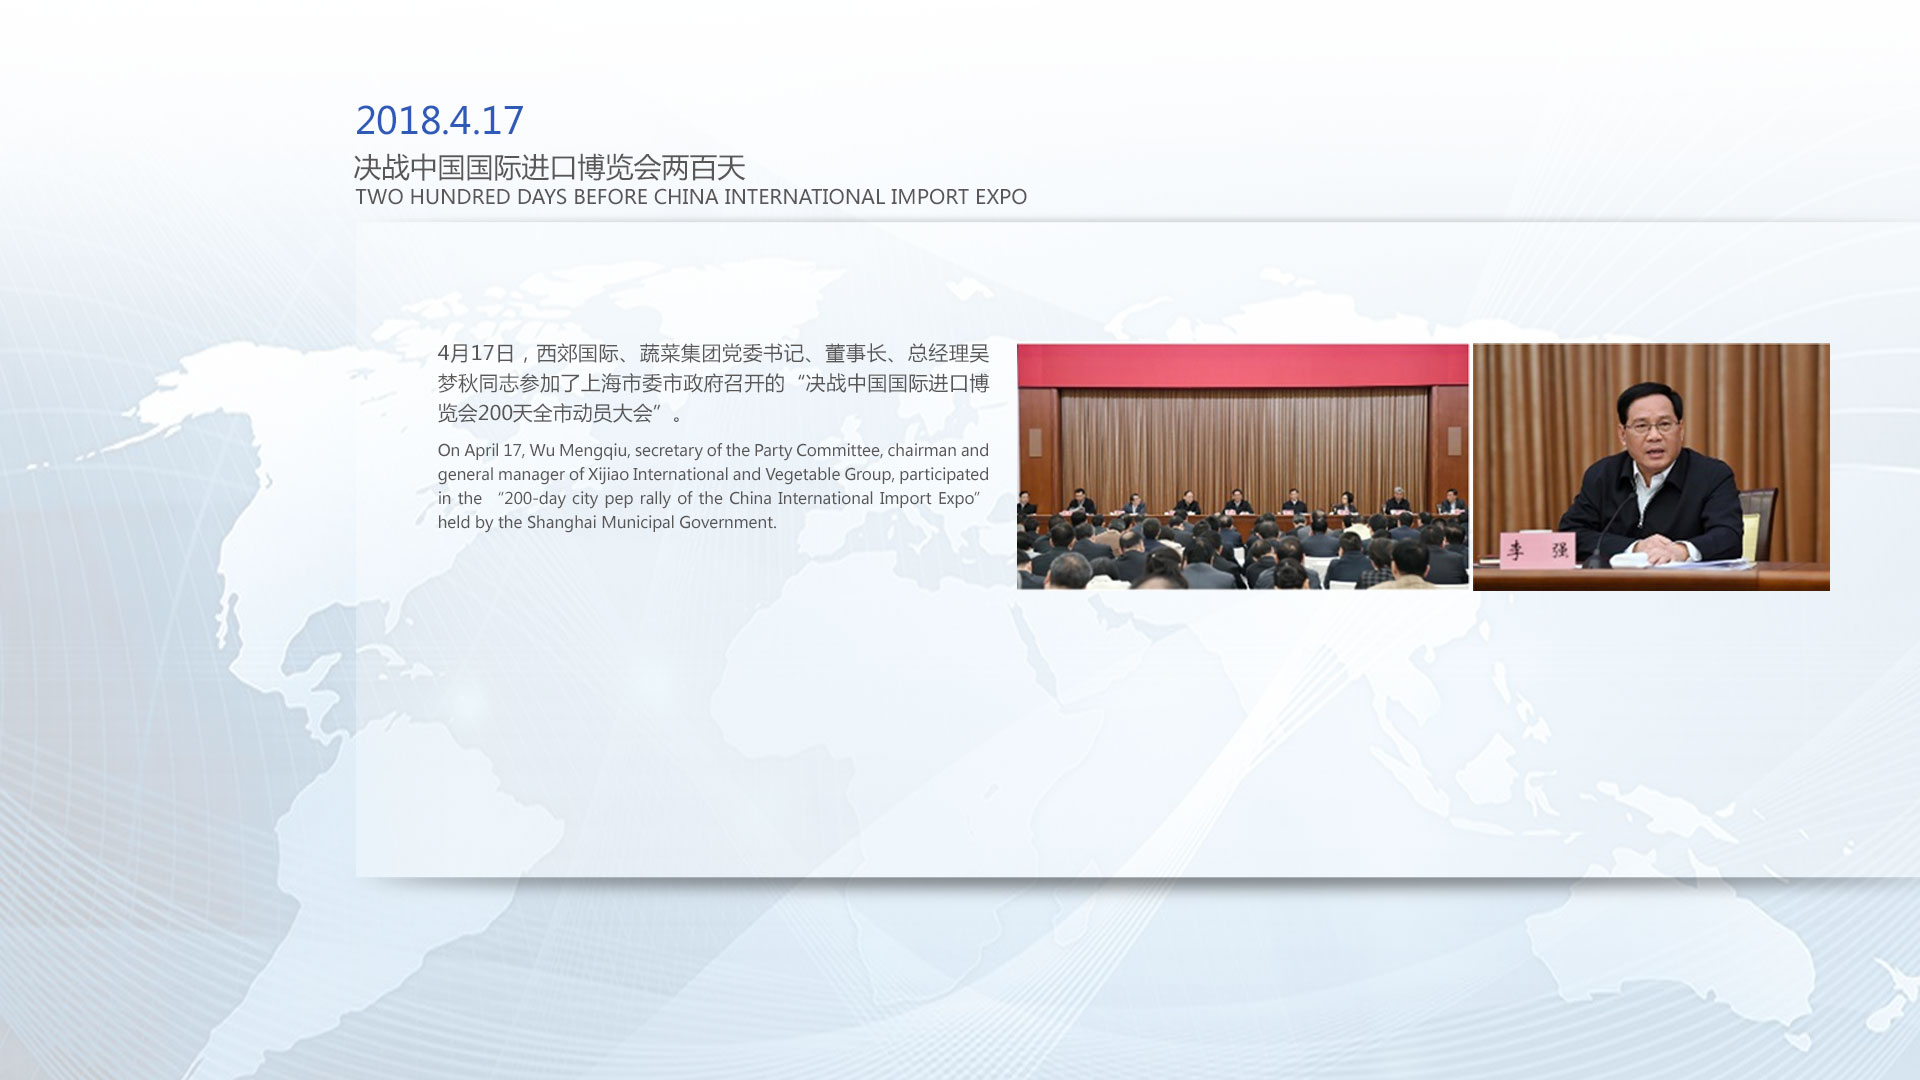 2018.4.17
决战中国国际进口博览会两百天
TWO HUNDRED DAYS BEFORE CHINA INTERNATIONAL IMPORT EXPO
4月17日，西郊国际、蔬菜集团党委书记、董事长、总经理吴
梦秋同志参加了上海市委市政府召开的“决战中国国际进口博
览会200天全市动员大会”。
On April 17, Wu Mengqiu, secretary of the Party Committee, chairman and
general manager of Xijiao International and Vegetable Group, participated
in the “200-day city pep rally of the China International Import Expo”
held by the Shanghai Municipal Government.
李 强